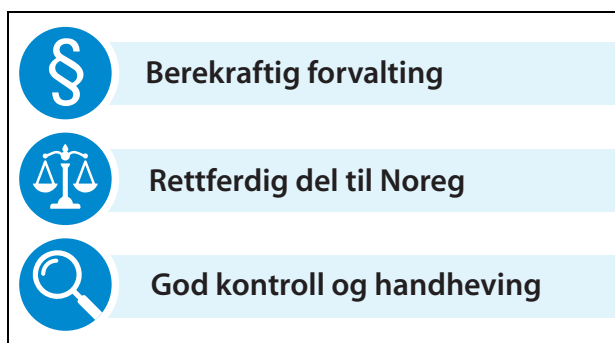 § Berekraftig forvalting
Rettferdig del til Noreg
God kontroll og handheving